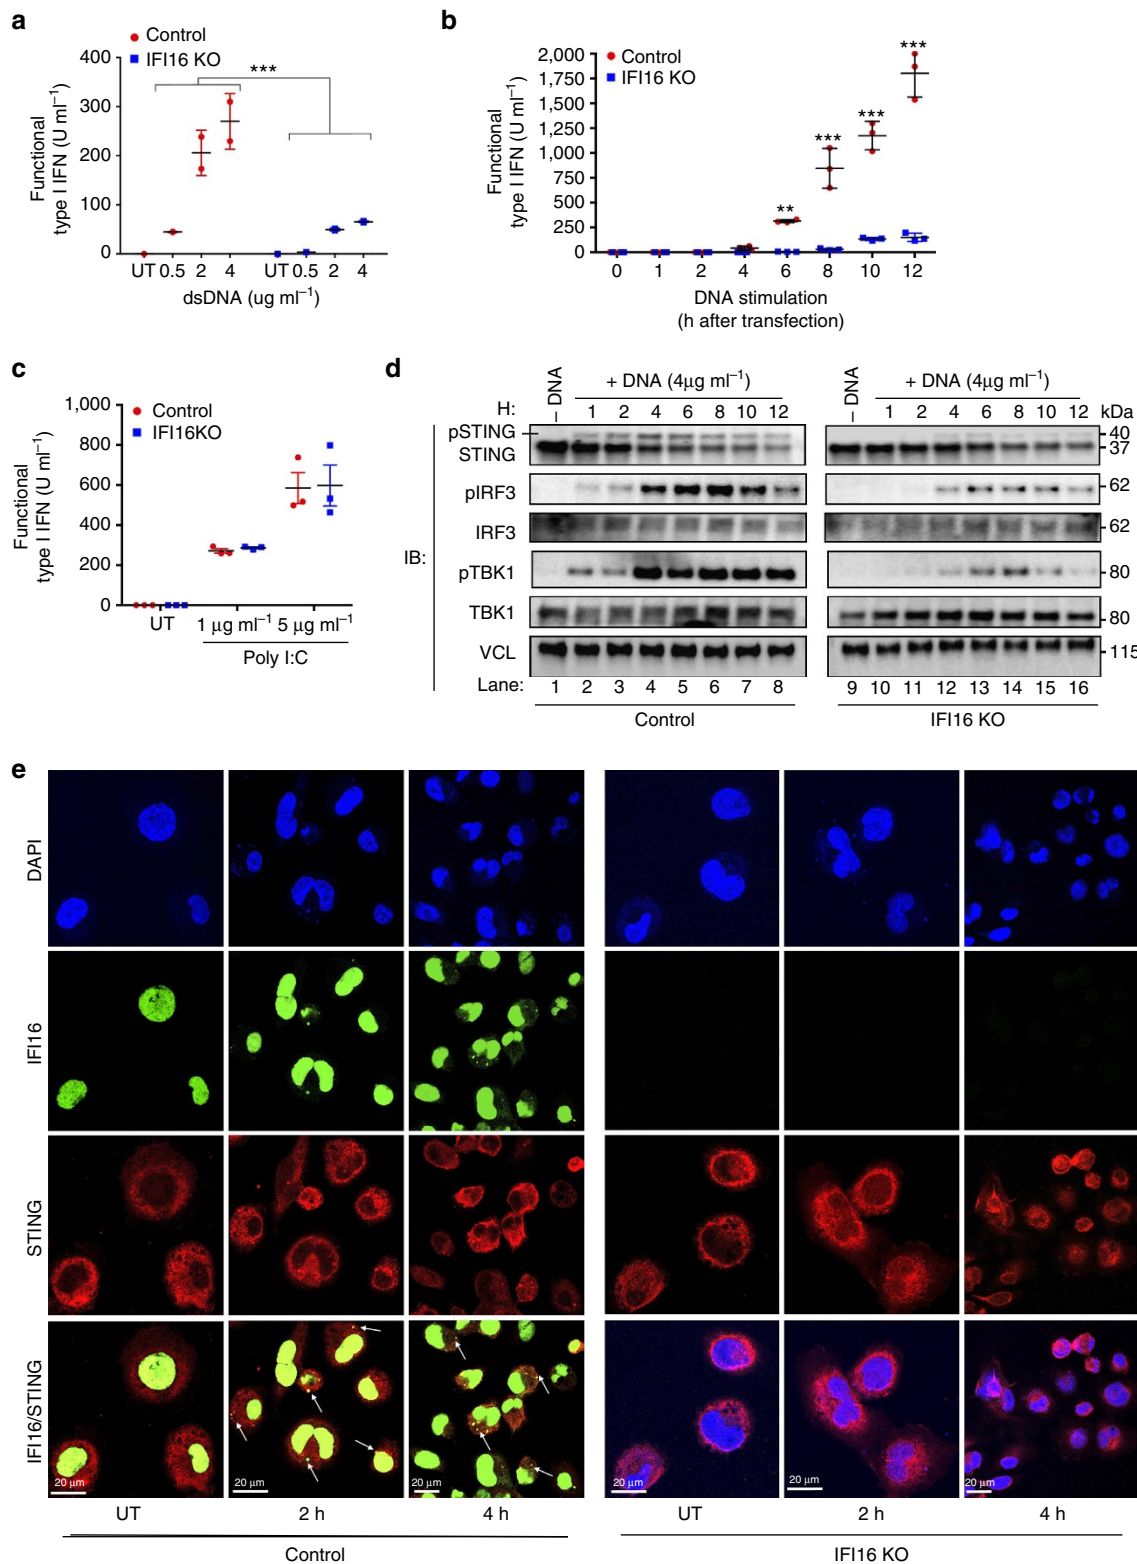 a
Control
IFI16 KO
***
400
300
200
100
0
Functional
type I IFN (U ml⁻¹)
UT 0.5 2 4 UT 0.5 2 4
dsDNA (ug ml⁻¹)
b
Control
IFI16 KO
2,000
1,750
1,500
1,250
1,000
750
500
250
0
Functional
type I IFN (U ml⁻¹)
** *** *** ***
0 1 2 4 6 8 10 12
DNA stimulation
(h after transfection)
c
Control
IFI16KO
1,000
800
600
400
200
0
Functional
type I IFN (U ml⁻¹)
UT 1 µg ml⁻¹ 5 µg ml⁻¹
Poly I:C
d
– DNA + DNA (4µg ml⁻¹) – DNA + DNA (4µg ml⁻¹)
H: 1 2 4 6 8 10 12 1 2 4 6 8 10 12 kDa
pSTING 40
STING 37
pIRF3 62
IRF3 62
IB:
pTBK1 80
TBK1 80
VCL 115
Lane: 1 2 3 4 5 6 7 8 9 10 11 12 13 14 15 16
Control IFI16 KO
e
DAPI
IFI16
STING
IFI16/STING
20 µm 20 µm 20 µm 20 µm 20 µm 20 µm
UT 2 h 4 h UT 2 h 4 h
Control IFI16 KO